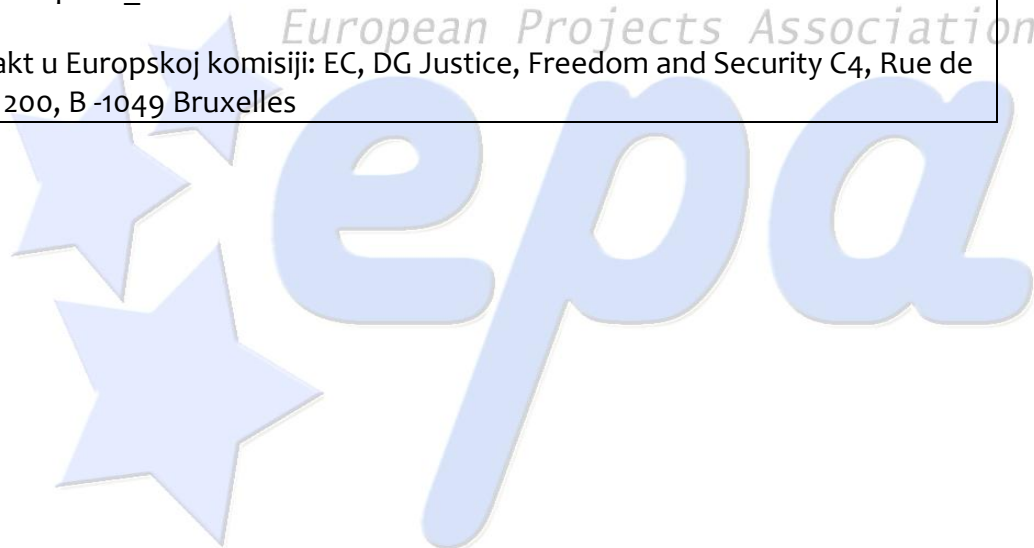 European Projects Association
akt u Europskoj komisiji: EC, DG Justice, Freedom and Security C4, Rue de
200, B -1049 Bruxelles
epa